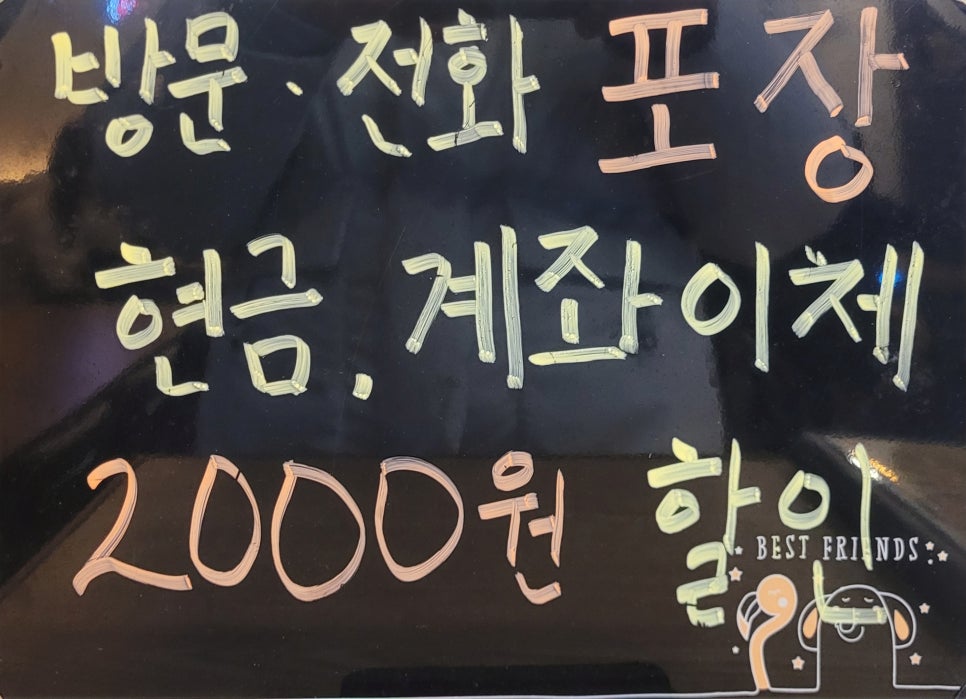 방문·전화 포장
현금, 계좌이체
2000원 할인
BEST FRIENDS